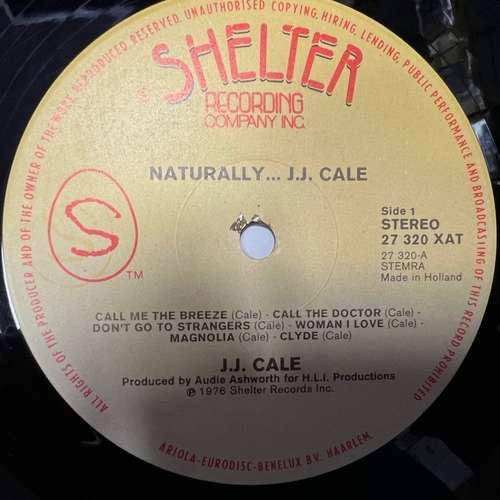 ALL RIGHTS OF THE PRODUCER AND OF THE OWNER OF THE WORK REPRODUCED RESERVED. UNAUTHORISED COPYING, HIRING, LENDING, PUBLIC PERFORMANCE AND BROADCASTING OF THIS RECORD PROHIBITED
SHELTER
RECORDING
COMPANY INC.
NATURALLY... J.J. CALE
S
TM
Side 1
STEREO
27 320 XAT
27 320-A
STEMRA
Made in Holland
CALL ME THE BREEZE (Cale) - CALL THE DOCTOR (Cale) -
DON'T GO TO STRANGERS (Cale) - WOMAN I LOVE (Cale) -
MAGNOLIA (Cale) - CLYDE (Cale)
J.J. CALE
Produced by Audie Ashworth for H.L.I. Productions
℗ 1976 Shelter Records Inc.
ARIOLA-EURODISC-BENELUX B.V. HAARLEM.